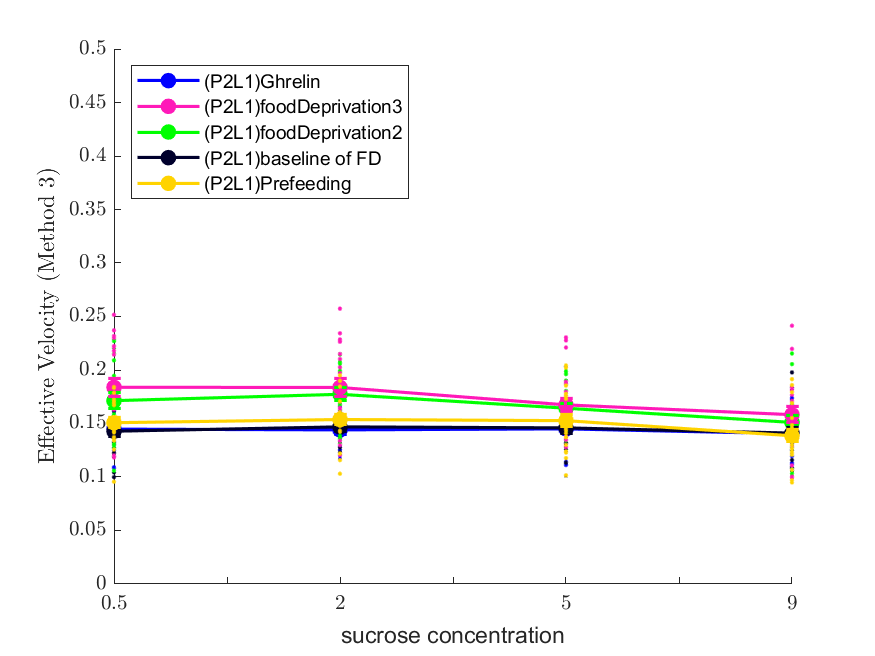 0.5
0.45
0.4
0.35
0.3
0.25
0.2
0.15
0.1
0.05
0
Effective Velocity (Method 3)
(P2L1)Ghrelin
(P2L1)foodDeprivation3
(P2L1)foodDeprivation2
(P2L1)baseline of FD
(P2L1)Prefeeding
0.5 2 5 9
sucrose concentration